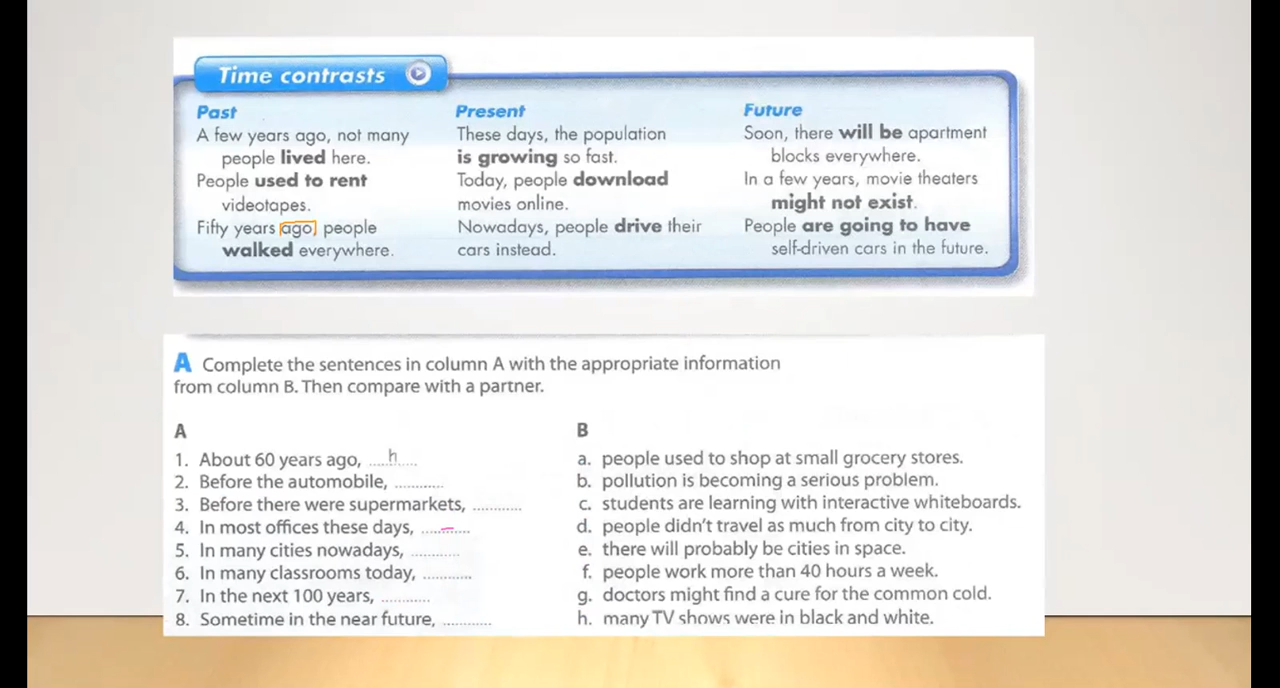 Time contrasts
Past
A few years ago, not many
people lived here.
People used to rent
videotapes.
Fifty years ago, people
walked everywhere.
Present
These days, the population
is growing so fast.
Today, people download
movies online.
Nowadays, people drive their
cars instead.
Future
Soon, there will be apartment
blocks everywhere.
In a few years, movie theaters
might not exist.
People are going to have
self-driven cars in the future.
A Complete the sentences in column A with the appropriate information
from column B. Then compare with a partner.
A
1. About 60 years ago, .....h.....
2. Before the automobile, ............
3. Before there were supermarkets, ............
4. In most offices these days, ............
5. In many cities nowadays, ............
6. In many classrooms today, ............
7. In the next 100 years, ............
8. Sometime in the near future, ............
B
a. people used to shop at small grocery stores.
b. pollution is becoming a serious problem.
c. students are learning with interactive whiteboards.
d. people didn't travel as much from city to city.
e. there will probably be cities in space.
f. people work more than 40 hours a week.
g. doctors might find a cure for the common cold.
h. many TV shows were in black and white.